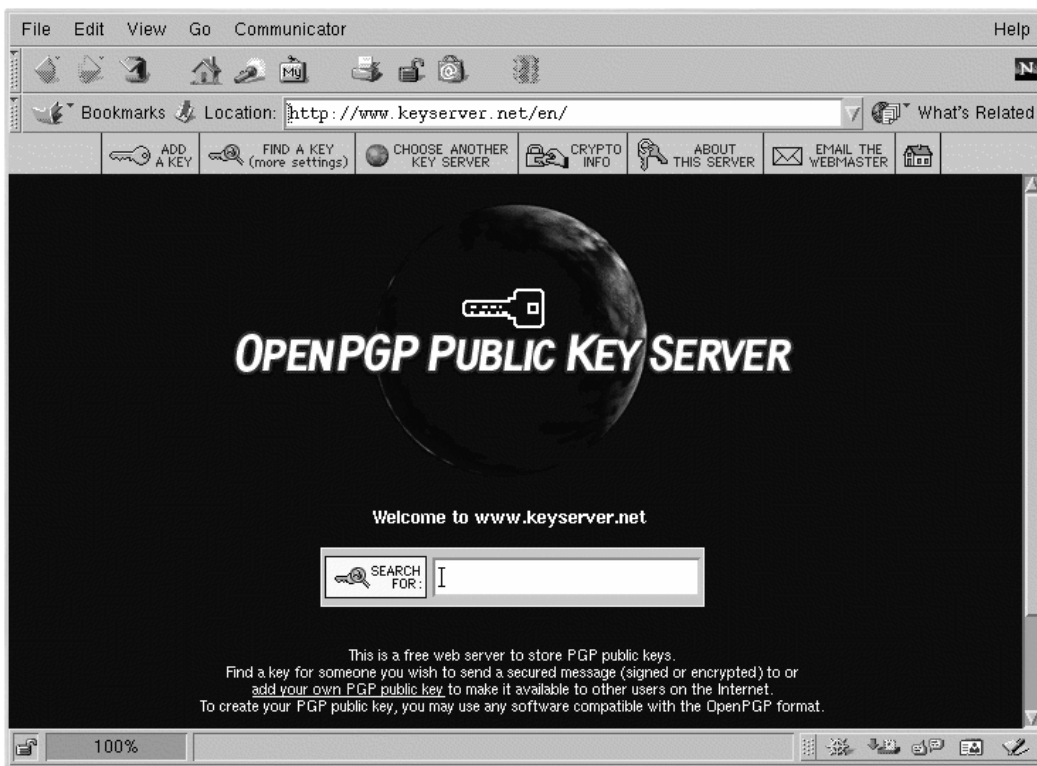 File Edit View Go Communicator Help
My
N
Bookmarks Location: http://www.keyserver.net/en/ What's Related
ADD A KEY
FIND A KEY (more settings)
CHOOSE ANOTHER KEY SERVER
CRYPTO INFO
ABOUT THIS SERVER
EMAIL THE WEBMASTER
OPENPGP PUBLIC KEY SERVER
Welcome to www.keyserver.net
SEARCH FOR:
This is a free web server to store PGP public keys.
Find a key for someone you wish to send a secured message (signed or encrypted) to or
add your own PGP public key to make it available to other users on the Internet.
To create your PGP public key, you may use any software compatible with the OpenPGP format.
100%